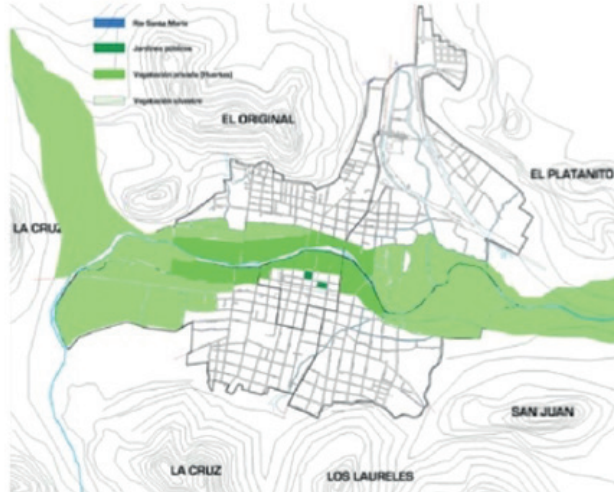 Río Santa María
Jardines públicos
Vegetación privada (Huertos)
Vegetación silvestre
EL ORIGINAL
EL PLATANITO
LA CRUZ
SAN JUAN
LA CRUZ
LOS LAURELES